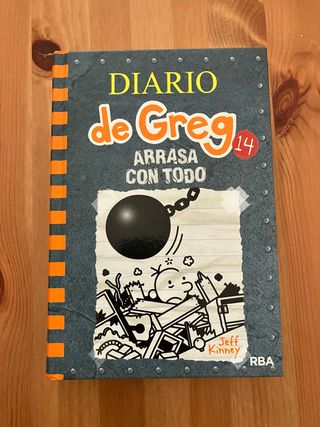 DIARIO
de Greg
14
ARRASA
CON TODO
Jeff
Kinney
RBA